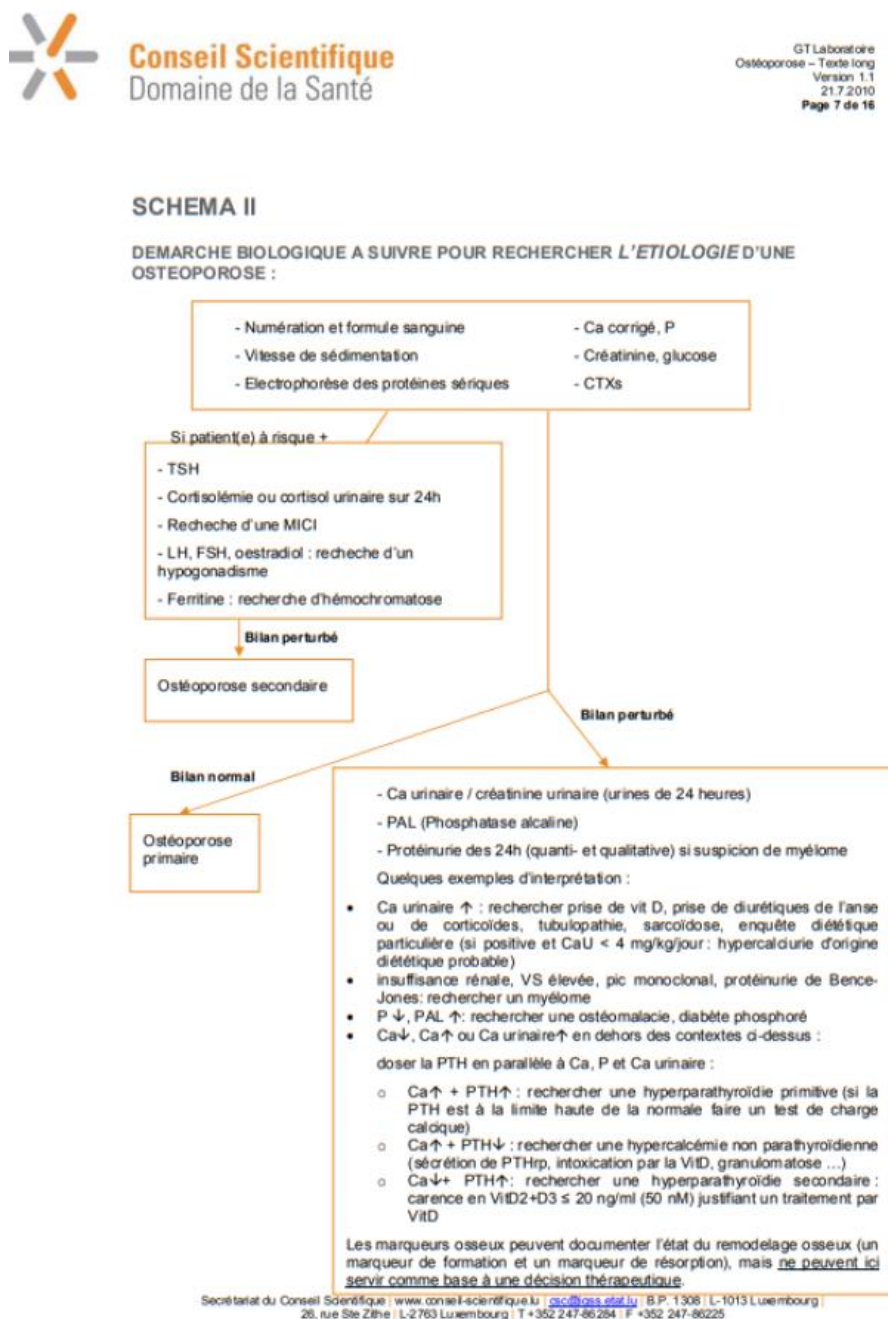 Conseil Scientifique
Domaine de la Santé
GT Laboratoire
Ostéoporose – Texte long
Version 1.1
21.7.2010
Page 7 de 16
SCHEMA II
DEMARCHE BIOLOGIQUE A SUIVRE POUR RECHERCHER L'ETIOLOGIE D'UNE
OSTEOPOROSE :
- Numération et formule sanguine
- Vitesse de sédimentation
- Electrophorèse des protéines sériques
- Ca corrigé, P
- Créatinine, glucose
- CTXs
Si patient(e) à risque +
- TSH
- Cortisolémie ou cortisol urinaire sur 24h
- Recheche d'une MICI
- LH, FSH, oestradiol : recheche d'un
hypogonadisme
- Ferritine : recherche d'hémochromatose
Bilan perturbé
Ostéoporose secondaire
Bilan perturbé
Bilan normal
Ostéoporose
primaire
- Ca urinaire / créatinine urinaire (urines de 24 heures)
- PAL (Phosphatase alcaline)
- Protéinurie des 24h (quanti- et qualitative) si suspicion de myélome
Quelques exemples d'interprétation :
• Ca urinaire ↑ : rechercher prise de vit D, prise de diurétiques de l'anse
ou de corticoïdes, tubulopathie, sarcoïdose, enquête diététique
particulière (si positive et CaU < 4 mg/kg/jour : hypercalciurie d'origine
diététique probable)
• insuffisance rénale, VS élevée, pic monoclonal, protéinurie de Bence-
Jones: rechercher un myélome
• P ↓, PAL ↑: rechercher une ostéomalacie, diabète phosphoré
• Ca↓, Ca↑ ou Ca urinaire↑ en dehors des contextes ci-dessus :
doser la PTH en parallèle à Ca, P et Ca urinaire :
o Ca↑ + PTH↑ : rechercher une hyperparathyroïdie primitive (si la
PTH est à la limite haute de la normale faire un test de charge
calcique)
o Ca↑ + PTH↓ : rechercher une hypercalcémie non parathyroïdienne
(sécrétion de PTHrp, intoxication par la VitD, granulomatose …)
o Ca↓+ PTH↑: rechercher une hyperparathyroïdie secondaire :
carence en VitD2+D3 ≤ 20 ng/ml (50 nM) justifiant un traitement par
VitD
Les marqueurs osseux peuvent documenter l'état du remodelage osseux (un
marqueur de formation et un marqueur de résorption), mais ne peuvent ici
servir comme base à une décision thérapeutique.
Secrétariat du Conseil Scientifique | www.conseil-scientifique.lu | csc@igss.etat.lu | B.P. 1308 | L-1013 Luxembourg |
26, rue Ste Zithe | L-2763 Luxembourg | T +352 247-86284 | F +352 247-86225